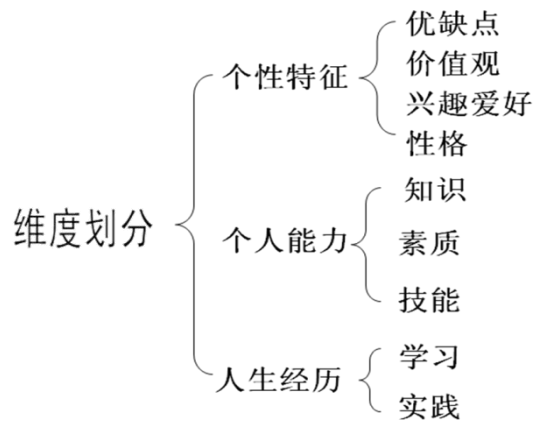 维度划分
个性特征
优缺点
价值观
兴趣爱好
性格
个人能力
知识
素质
技能
人生经历
学习
实践